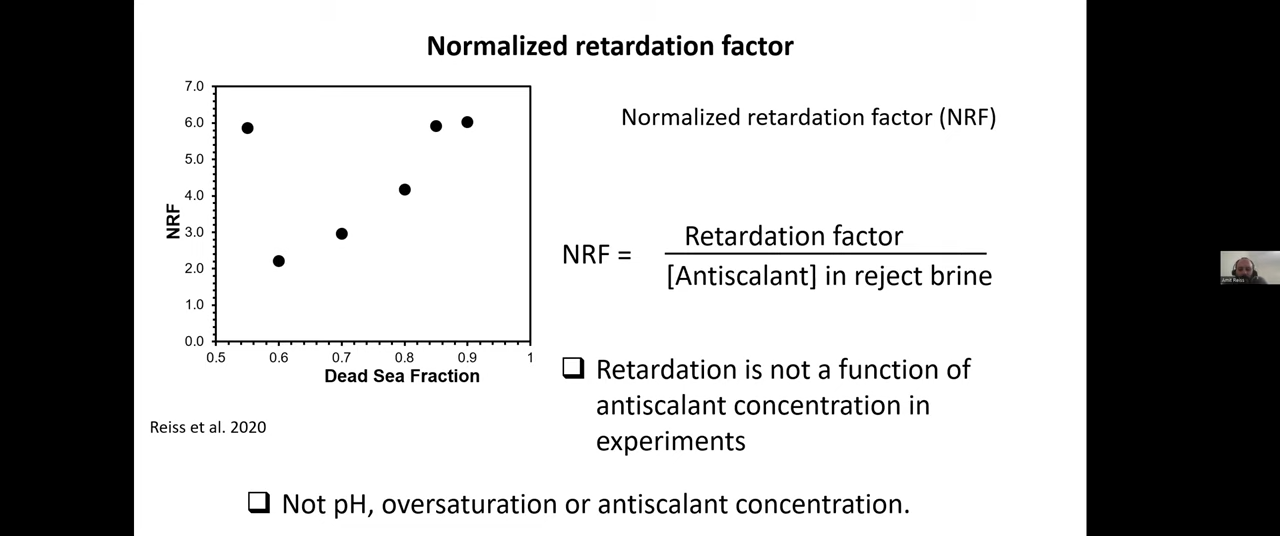 Normalized retardation factor
7.0
6.0
5.0
4.0
3.0
2.0
1.0
0.0
NRF
0.5 0.6 0.7 0.8 0.9 1
Dead Sea Fraction
Reiss et al. 2020
Normalized retardation factor (NRF)
NRF = Retardation factor
[Antiscalant] in reject brine
❑ Retardation is not a function of
antiscalant concentration in
experiments
❑ Not pH, oversaturation or antiscalant concentration.
Amit Reiss